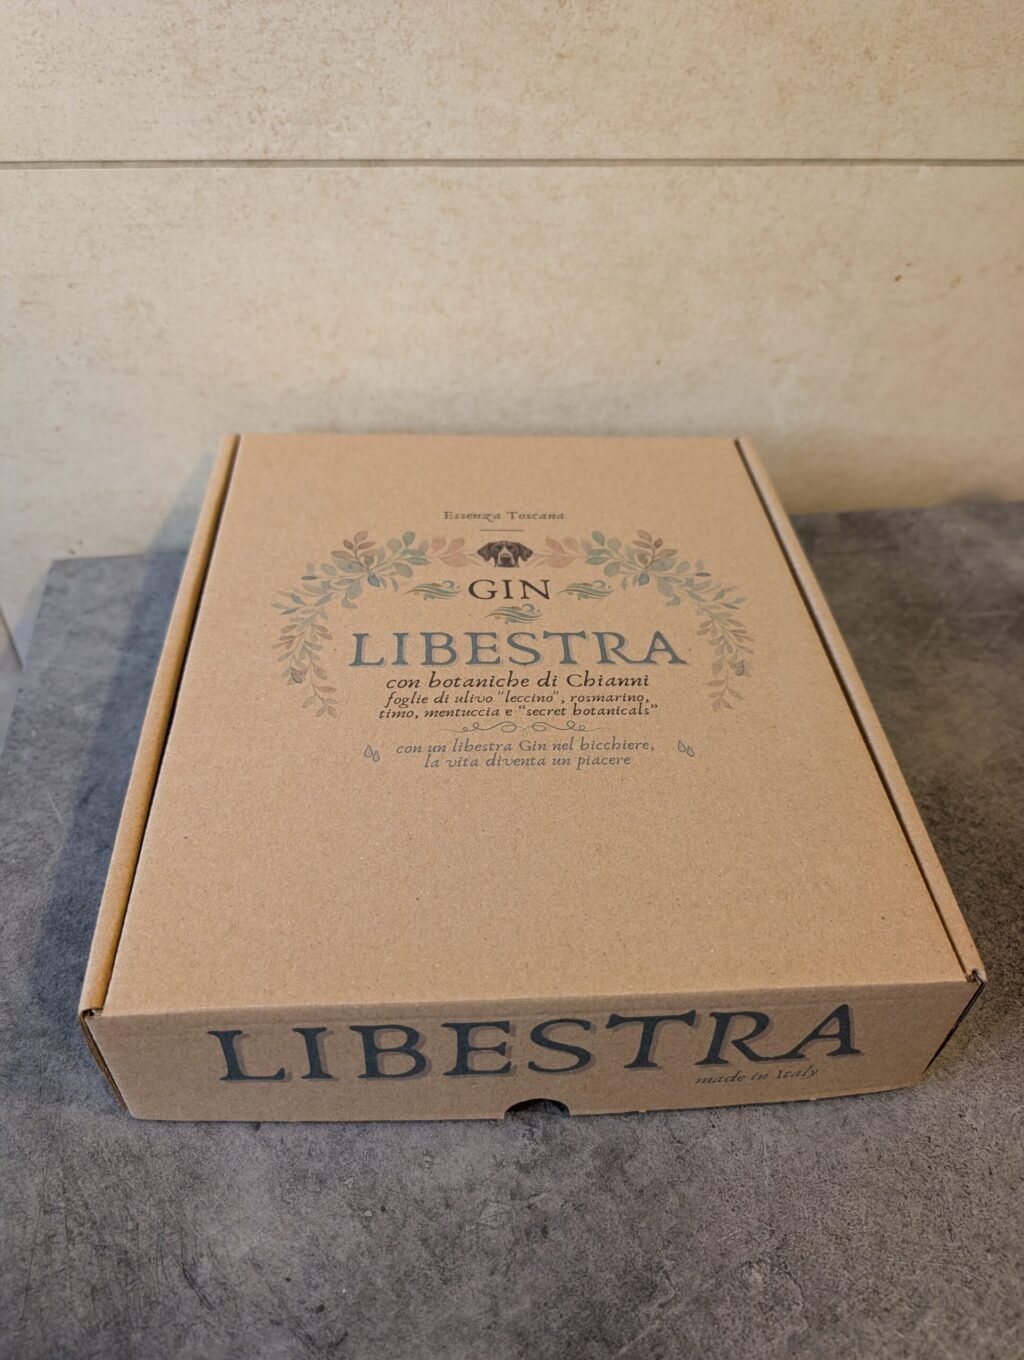 Essenza Toscana
GIN
LIBESTRA
con botaniche di Chianni
foglie di ulivo "leccino", rosmarino,
timo, mentuccia e “secret botanicals”
con un libestra Gin nel bicchiere,
la vita diventa un piacere
LIBESTRA
made in Italy